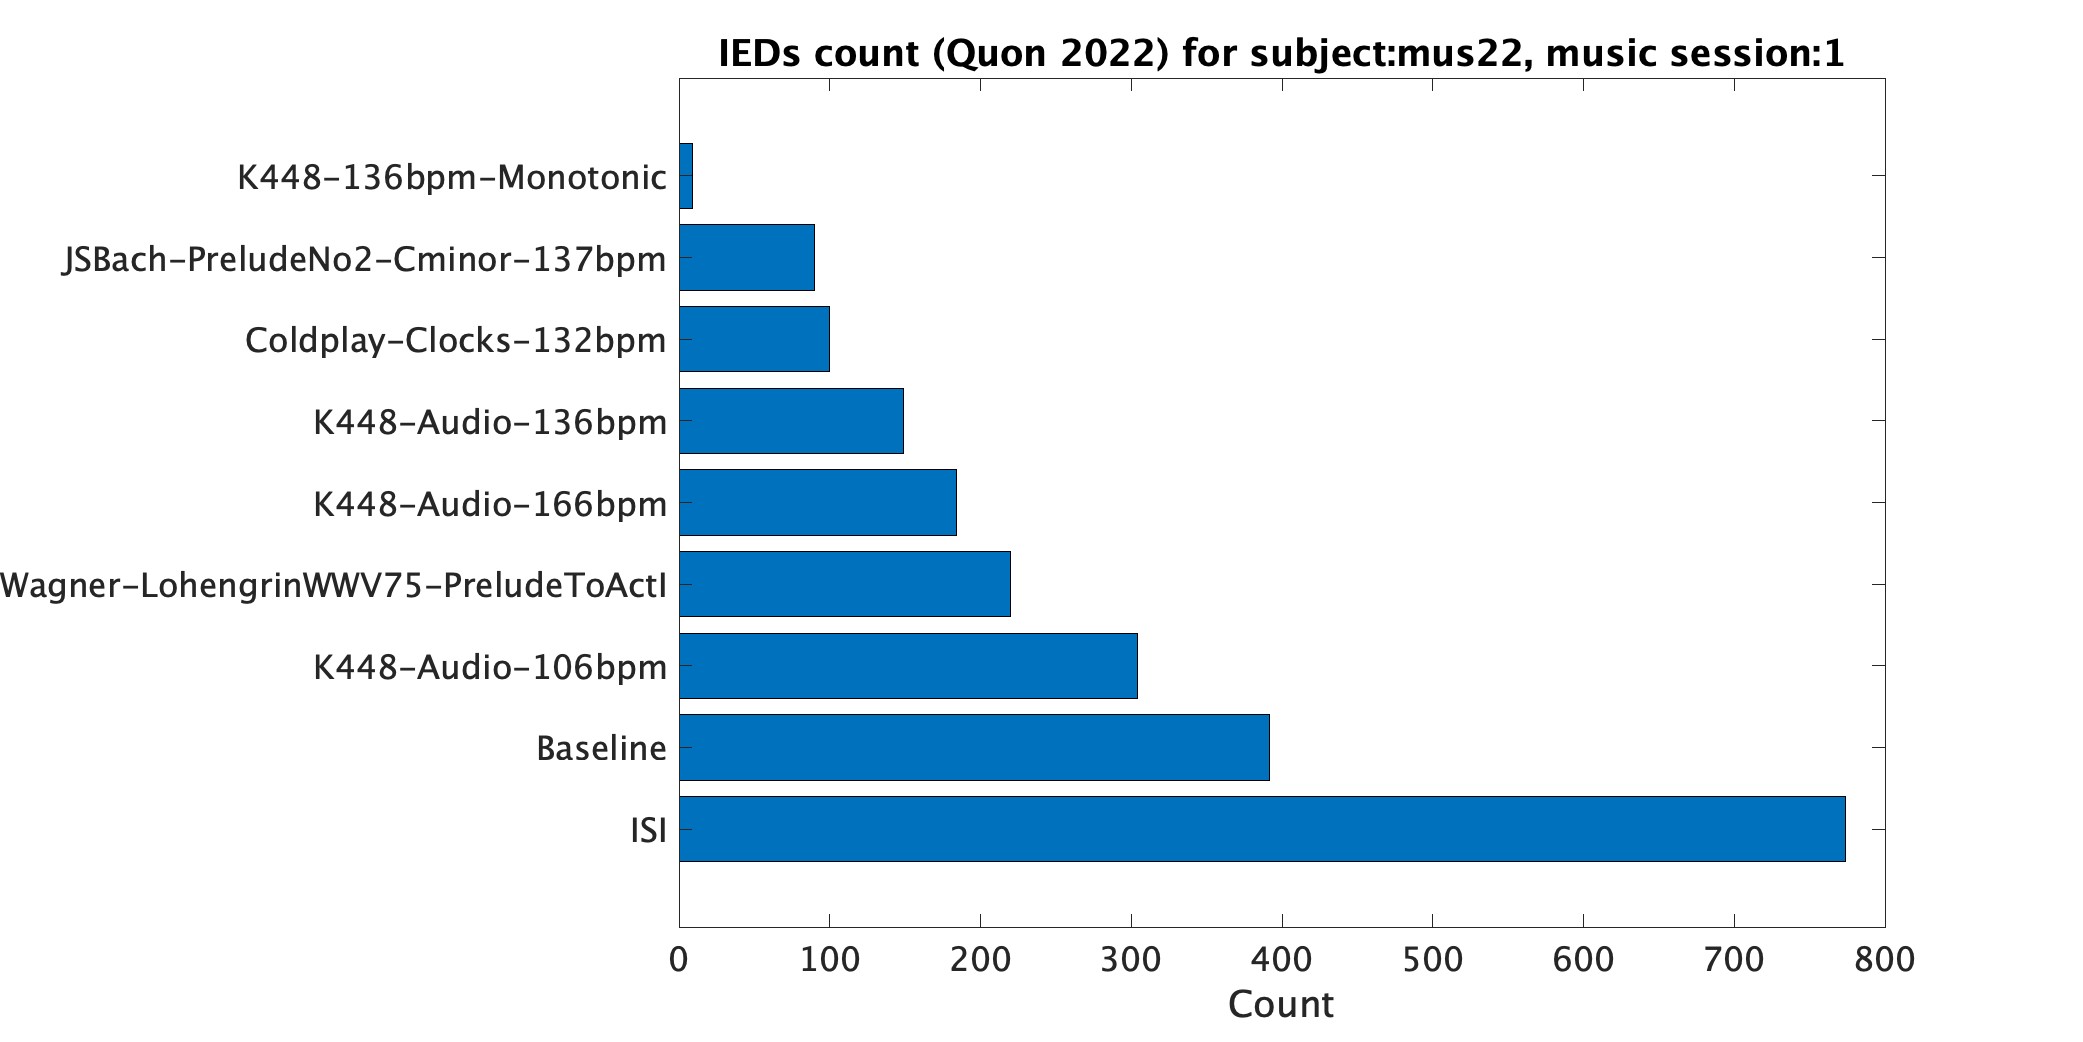 IEDs count (Quon 2022) for subject:mus22, music session:1
K448-136bpm-Monotonic
JSBach-PreludeNo2-Cminor-137bpm
Coldplay-Clocks-132bpm
K448-Audio-136bpm
K448-Audio-166bpm
Wagner-LohengrinWWV75-PreludeToActI
K448-Audio-106bpm
Baseline
ISI
0 100 200 300 400 500 600 700 800
Count